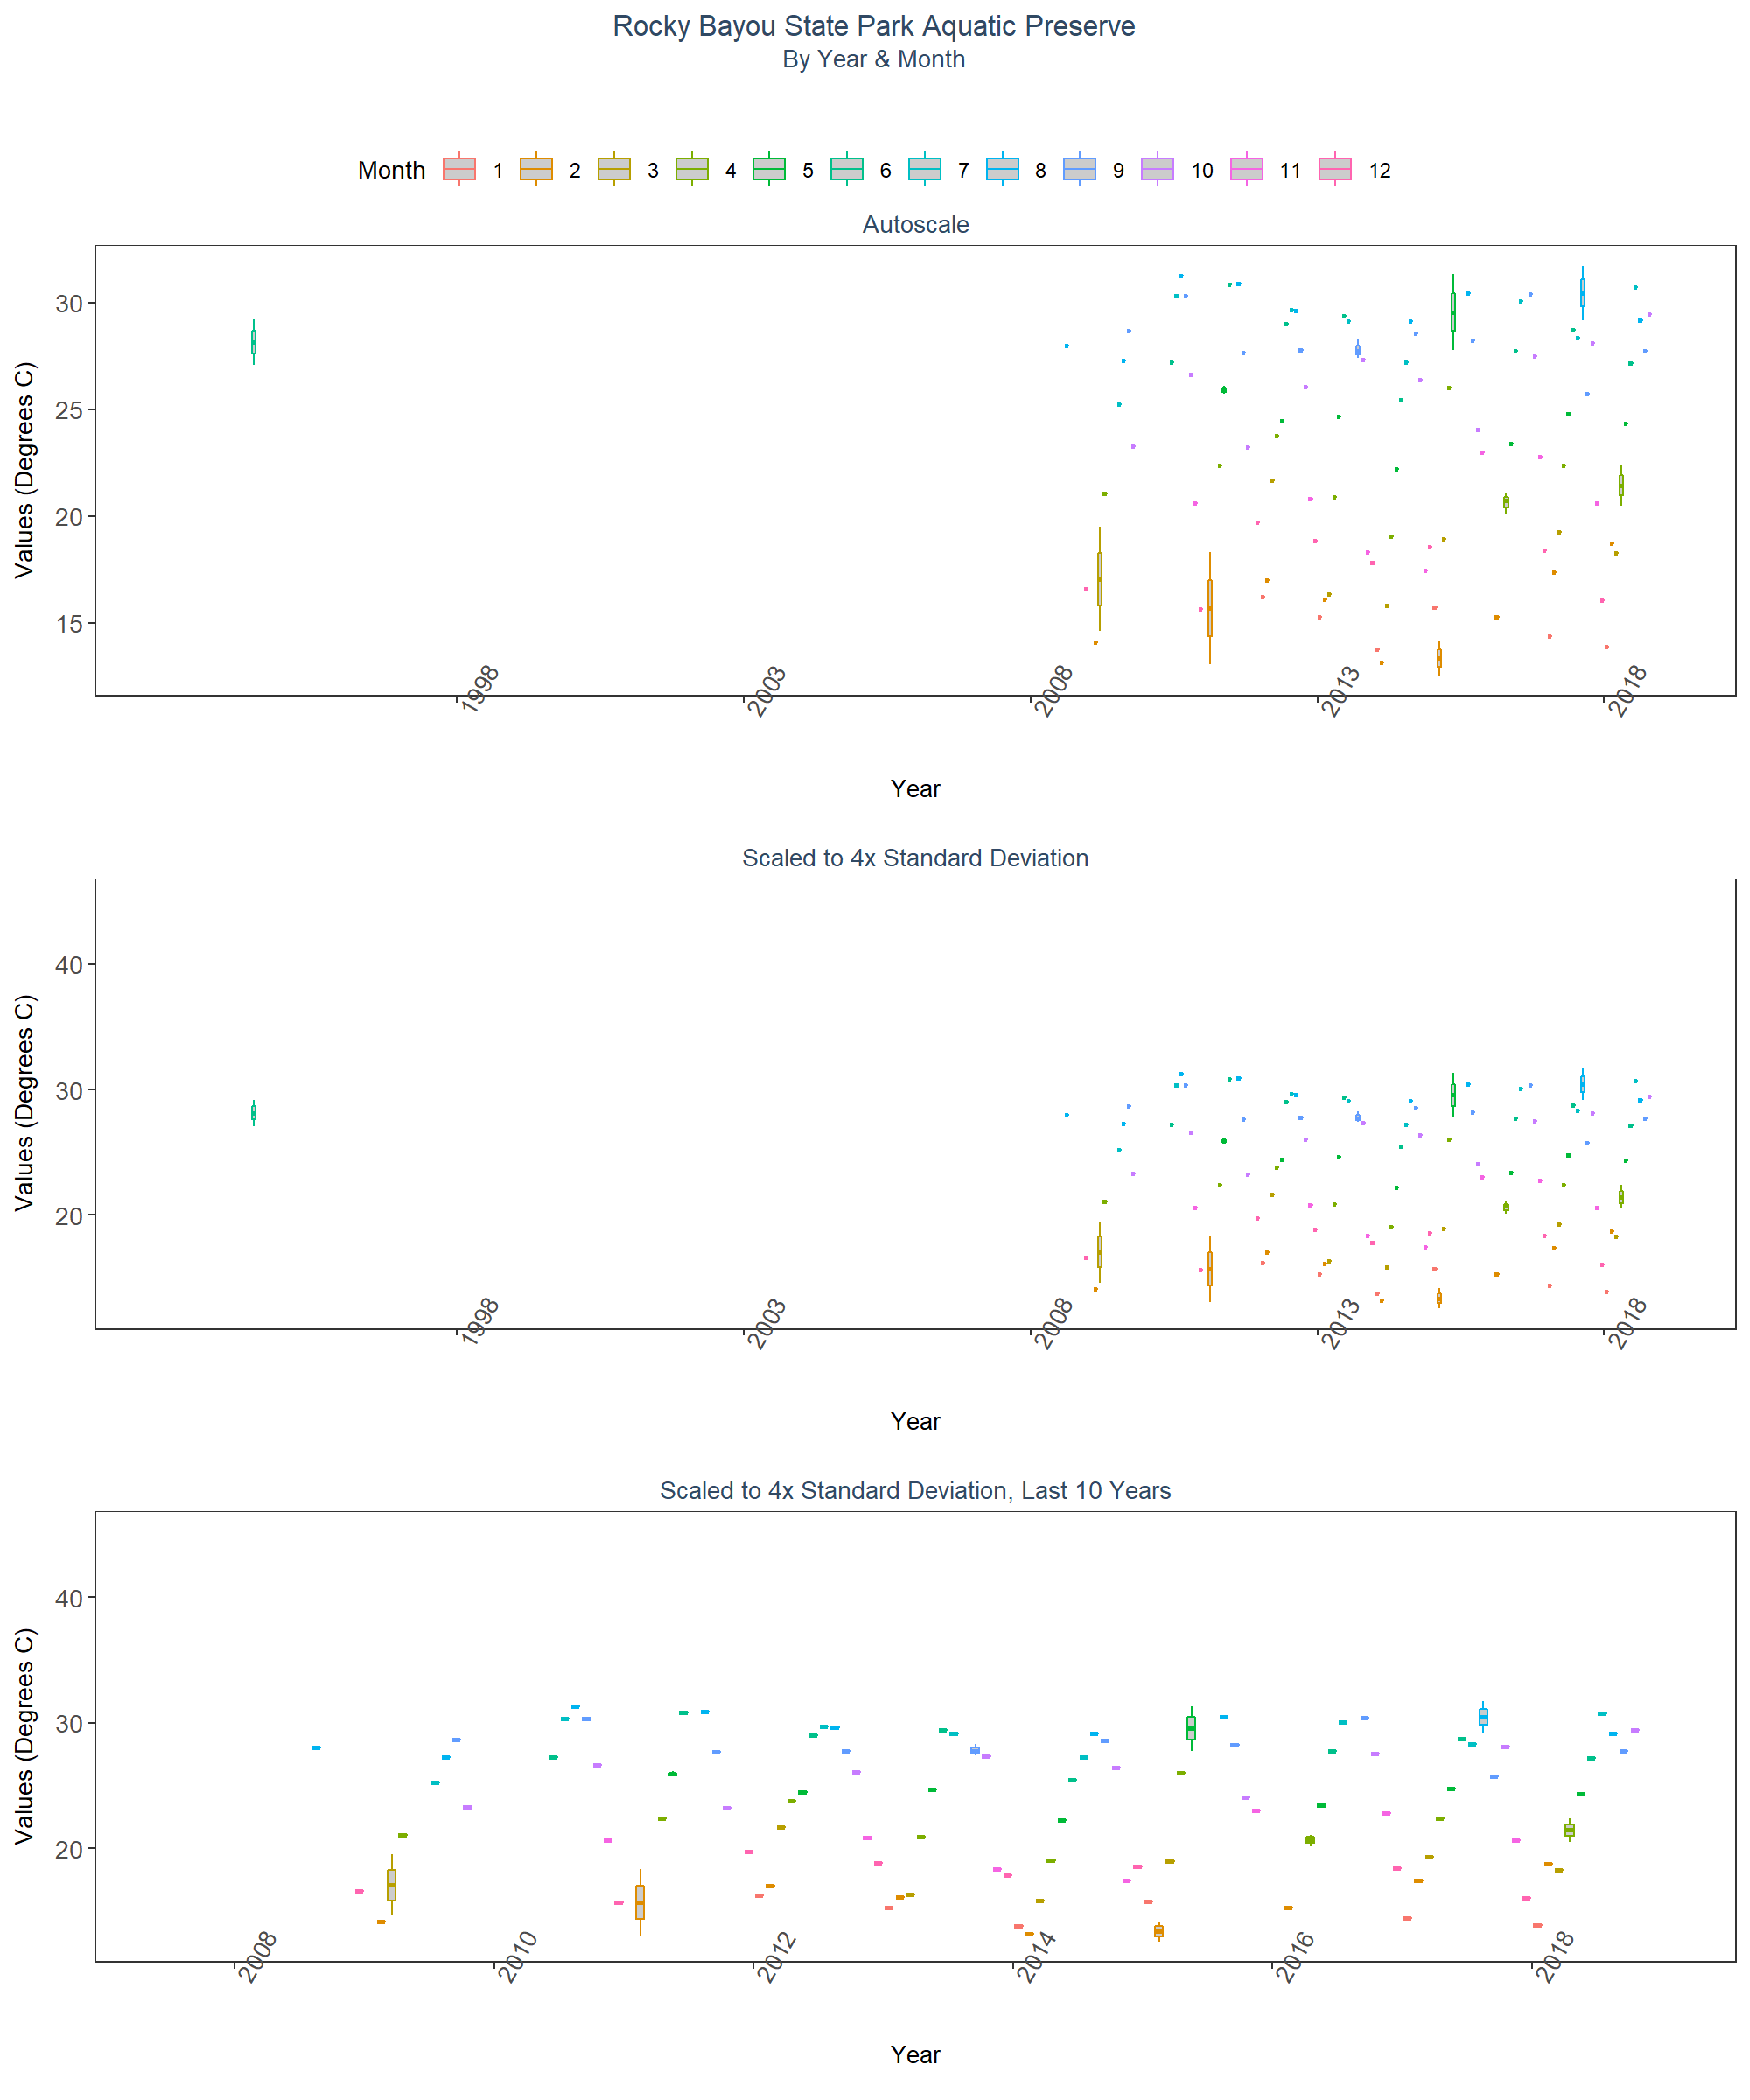 Rocky Bayou State Park Aquatic Preserve
By Year & Month
Month 1 2 3 4 5 6 7 8 9 10 11 12
Autoscale
Values (Degrees C)
30
25
20
15
1998 2003 2008 2013 2018
Year
Scaled to 4x Standard Deviation
Values (Degrees C)
40
30
20
1998 2003 2008 2013 2018
Year
Scaled to 4x Standard Deviation, Last 10 Years
Values (Degrees C)
40
30
20
2008 2010 2012 2014 2016 2018
Year